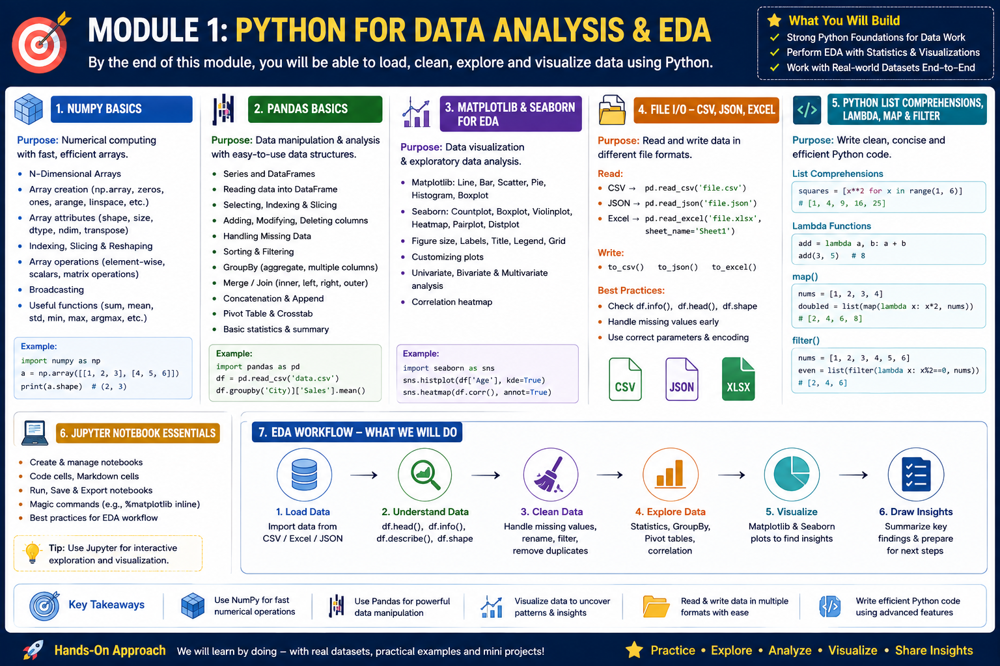 MODULE 1: PYTHON FOR DATA ANALYSIS & EDA
By the end of this module, you will be able to load, clean, explore and visualize data using Python.
What You Will Build
Strong Python Foundations for Data Work
Perform EDA with Statistics & Visualizations
Work with Real-world Datasets End-to-End
1. NUMPY BASICS
Purpose: Numerical computing
with fast, efficient arrays.
• N-Dimensional Arrays
• Array creation (np.array, zeros,
ones, arange, linspace, etc.)
• Array attributes (shape, size,
dtype, ndim, transpose)
• Indexing, Slicing & Reshaping
• Array operations (element-wise,
scalars, matrix operations)
• Broadcasting
• Useful functions (sum, mean,
std, min, max, argmax, etc.)
Example:
import numpy as np
a = np.array([[1, 2, 3], [4, 5, 6]])
print(a.shape) # (2, 3)
2. PANDAS BASICS
Purpose: Data manipulation & analysis
with easy-to-use data structures.
• Series and DataFrames
• Reading data into DataFrame
• Selecting, Indexing & Slicing
• Adding, Modifying, Deleting columns
• Handling Missing Data
• Sorting & Filtering
• GroupBy (aggregate, multiple columns)
• Merge / Join (inner, left, right, outer)
• Concatenation & Append
• Pivot Table & Crosstab
• Basic statistics & summary
Example:
import pandas as pd
df = pd.read_csv('data.csv')
df.groupby('City)]['Sales'].mean()
3. MATPLOTLIB & SEABORN
FOR EDA
Purpose: Data visualization
& exploratory data analysis.
• Matplotlib: Line, Bar, Scatter, Pie,
Histogram, Boxplot
• Seaborn: Countplot, Boxplot, Violinplot,
Heatmap, Pairplot, Distplot
• Figure size, Labels, Title, Legend, Grid
• Customizing plots
• Univariate, Bivariate & Multivariate
analysis
• Correlation heatmap
Example:
import seaborn as sns
sns.histplot(df['Age'], kde=True)
sns.heatmap(df.corr(), annot=True)
4. FILE I/O – CSV, JSON, EXCEL
Purpose: Read and write data in
different file formats.
Read:
• CSV → pd.read_csv('file.csv')
• JSON → pd.read_json('file.json')
• Excel → pd.read_excel('file.xlsx',
sheet_name='Sheet1')
Write:
• to_csv() to_json() to_excel()
Best Practices:
• Check df.info(), df.head(), df.shape
• Handle missing values early
• Use correct parameters & encoding
CSV
JSON
XLSX
</> 5. PYTHON LIST COMPREHENSIONS,
LAMBDA, MAP & FILTER
Purpose: Write clean, concise and
efficient Python code.
List Comprehensions
squares = [x**2 for x in range(1, 6)]
# [1, 4, 9, 16, 25]
Lambda Functions
add = lambda a, b: a + b
add(3, 5) # 8
map()
nums = [1, 2, 3, 4]
doubled = list(map(lambda x: x*2, nums))
# [2, 4, 6, 8]
filter()
nums = [1, 2, 3, 4, 5, 6]
even = list(filter(lambda x: x%2==0, nums))
# [2, 4, 6]
6. JUPYTER NOTEBOOK ESSENTIALS
• Create & manage notebooks
• Code cells, Markdown cells
• Run, Save & Export notebooks
• Magic commands (e.g., %matplotlib inline)
• Best practices for EDA workflow
Tip: Use Jupyter for interactive
exploration and visualization.
7. EDA WORKFLOW – WHAT WE WILL DO
1. Load Data
Import data from
CSV / Excel / JSON
2. Understand Data
df.head(), df.info(),
df.describe(), df.shape
3. Clean Data
Handle missing values,
rename, filter,
remove duplicates
4. Explore Data
Statistics, GroupBy,
Pivot tables,
correlation
5. Visualize
Matplotlib & Seaborn
plots to find insights
6. Draw Insights
Summarize key
findings & prepare
for next steps
Key Takeaways
Use NumPy for fast
numerical operations
Use Pandas for powerful
data manipulation
Visualize data to uncover
patterns & insights
Read & write data in multiple
formats with ease
</> Write efficient Python code
using advanced features
Hands-On Approach We will learn by doing – with real datasets, practical examples and mini projects!
Practice • Explore • Analyze • Visualize • Share Insights